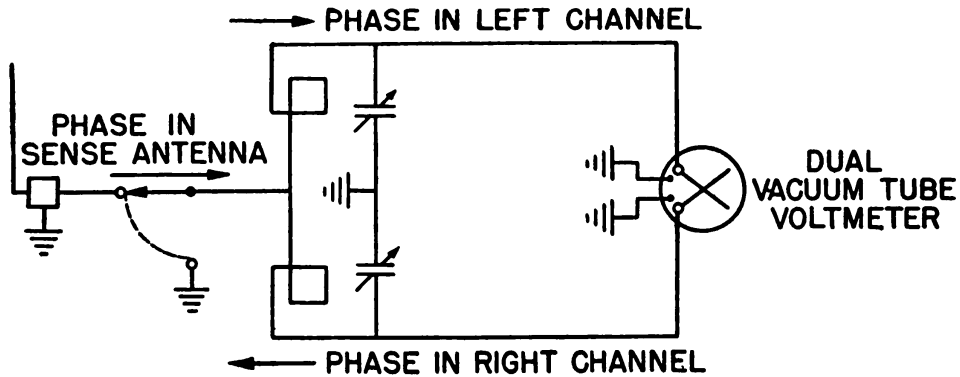 PHASE IN LEFT CHANNEL
PHASE IN
SENSE ANTENNA
DUAL
VACUUM TUBE
VOLTMETER
PHASE IN RIGHT CHANNEL